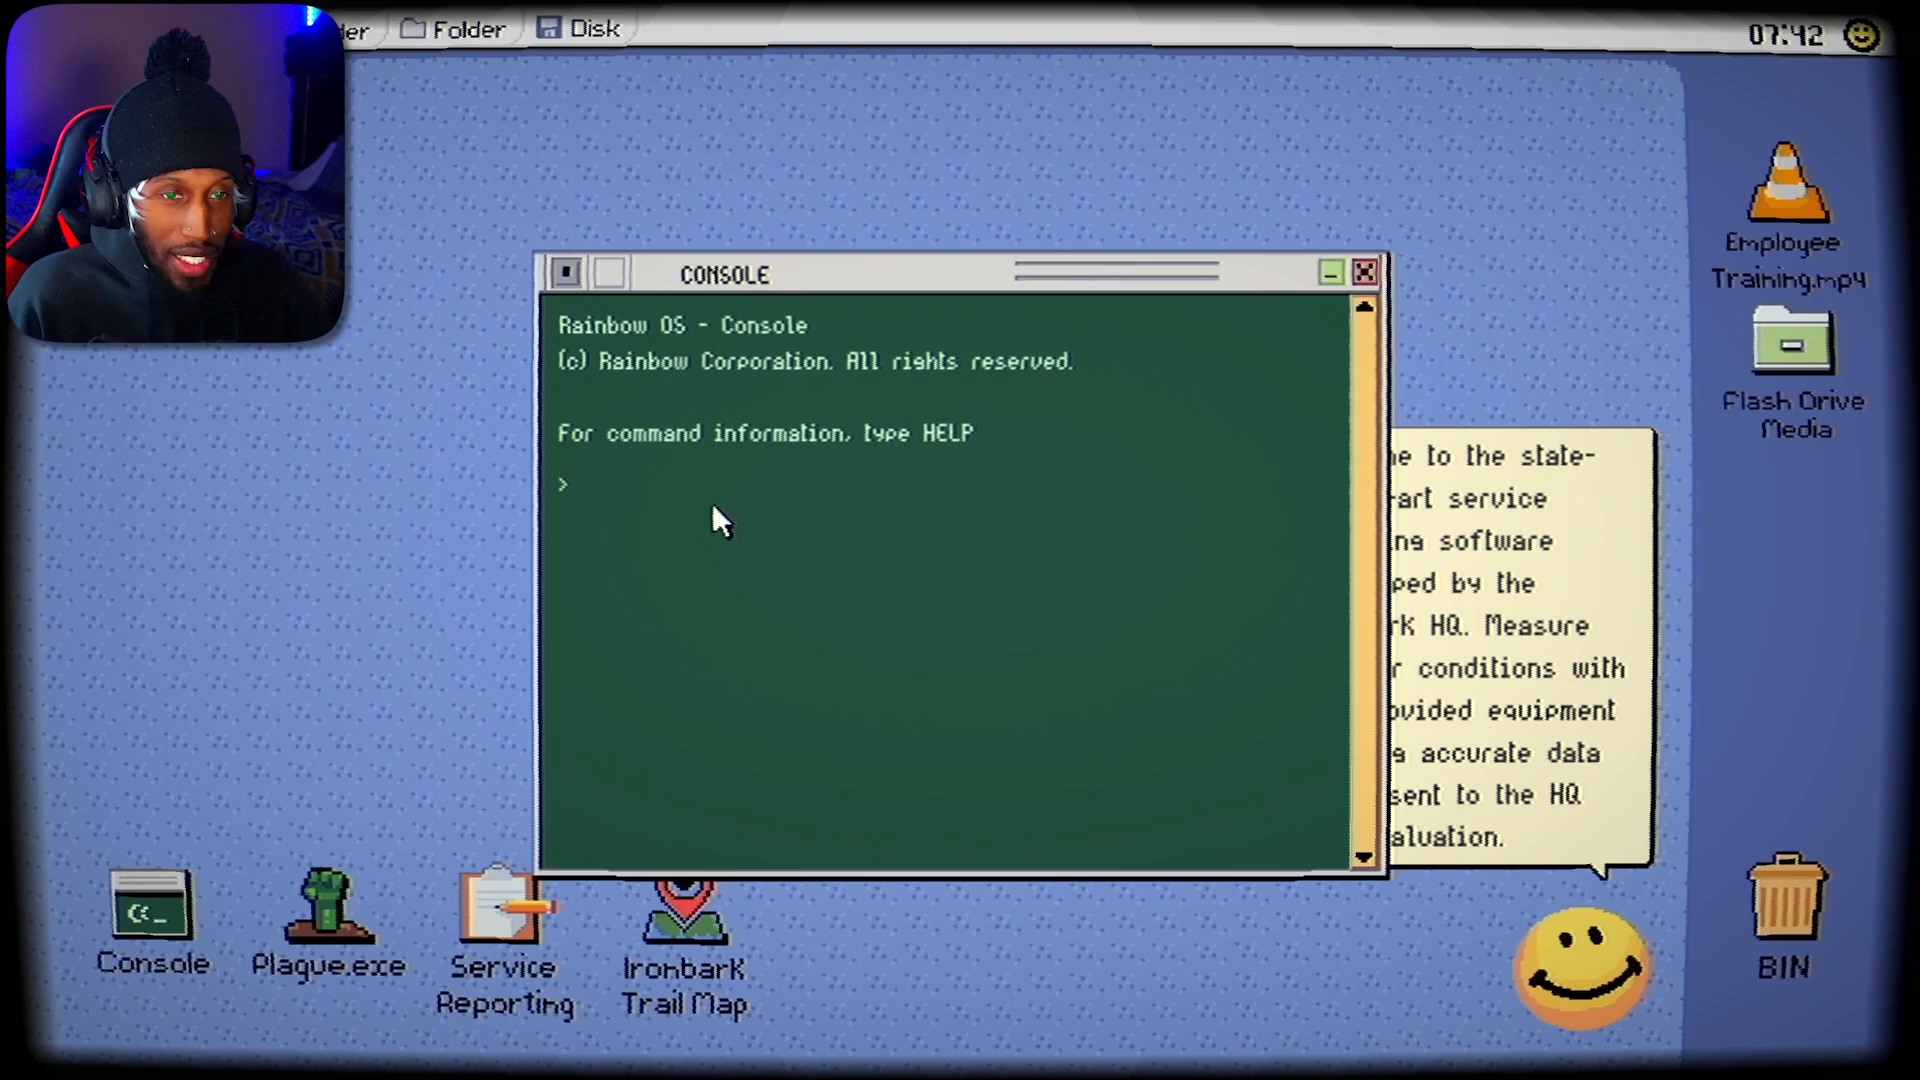 Folder
Disk
07:42
CONSOLE
Rainbow OS - Console
(c) Rainbow Corporation. All rights reserved.
For command information, type HELP
>
Employee
Training.mp4
Flash Drive
Media
to the state-
service
software
by the
HQ. Measure
conditions with
equipment
accurate data
sent to the HQ
Console
Plague.exe
Service
Reporting
Ironbark
Trail Map
BIN